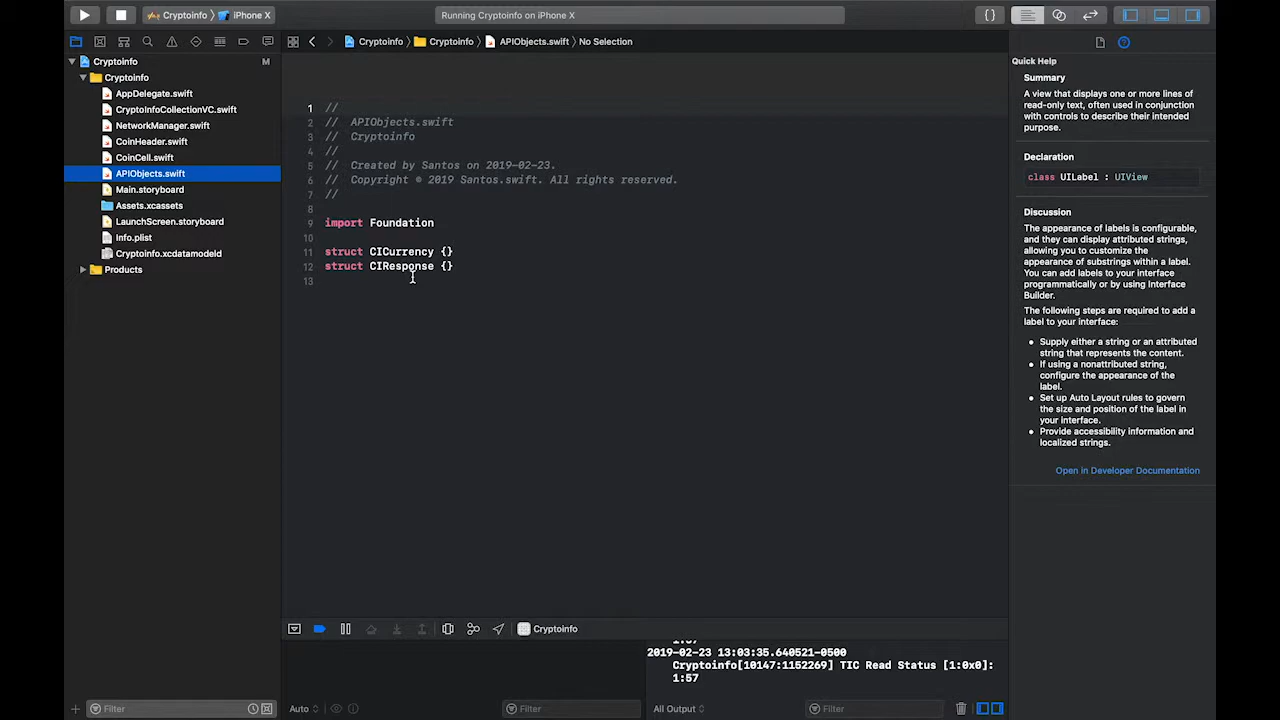 Cryptoinfo
iPhone X
Running Cryptoinfo on iPhone X
{}
Cryptoinfo
Cryptoinfo
APIObjects.swift
No Selection
Cryptoinfo
M
Cryptoinfo
AppDelegate.swift
CryptoInfoCollectionVC.swift
NetworkManager.swift
CoinHeader.swift
CoinCell.swift
APIObjects.swift
Main.storyboard
Assets.xcassets
LaunchScreen.storyboard
Info.plist
Cryptoinfo.xcdatamodeld
Products
1 //
2 // APIObjects.swift
3 // Cryptoinfo
4 //
5 // Created by Santos on 2019-02-23.
6 // Copyright © 2019 Santos.swift. All rights reserved.
7 //
8
9 import Foundation
10
11 struct CICurrency {}
12 struct CIResponse {}
13
Quick Help
Summary
A view that displays one or more lines of
read-only text, often used in conjunction
with controls to describe their intended
purpose.
Declaration
class UILabel : UIView
Discussion
The appearance of labels is configurable,
and they can display attributed strings,
allowing you to customize the
appearance of substrings within a label.
You can add labels to your interface
programmatically or by using Interface
Builder.
The following steps are required to add a
label to your interface:
• Supply either a string or an attributed
string that represents the content.
• If using a nonattributed string,
configure the appearance of the
label.
• Set up Auto Layout rules to govern
the size and position of the label in
your interface.
• Provide accessibility information and
localized strings.
Open in Developer Documentation
Cryptoinfo
1:57
2019-02-23 13:03:35.640521-0500
Cryptoinfo[10147:1152269] TIC Read Status [1:0x0]:
1:57
Filter
Auto
Filter
All Output
Filter